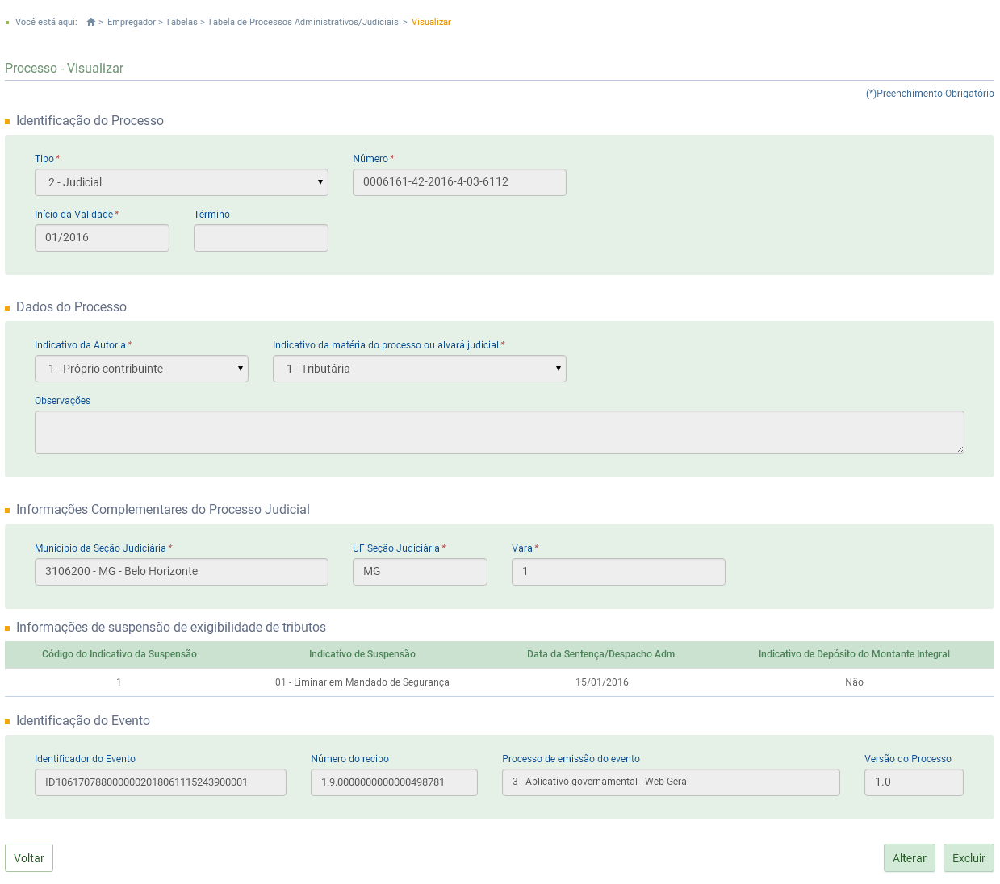 Você está aqui: > Empregador > Tabelas > Tabela de Processos Administrativos/Judiciais > Visualizar
Processo - Visualizar
(*)Preenchimento Obrigatório
Identificação do Processo
Tipo* Número*
2 - Judicial 0006161-42-2016-4-03-6112
Início da Validade* Término
01/2016
Dados do Processo
Indicativo da Autoria* Indicativo da matéria do processo ou alvará judicial*
1 - Próprio contribuinte 1 - Tributária
Observações
Informações Complementares do Processo Judicial
Município da Seção Judiciária* UF Seção Judiciária* Vara*
3106200 - MG - Belo Horizonte MG 1
Informações de suspensão de exigibilidade de tributos
Código do Indicativo da Suspensão Indicativo de Suspensão Data da Sentença/Despacho Adm. Indicativo de Depósito do Montante Integral
1 01 - Liminar em Mandado de Segurança 15/01/2016 Não
Identificação do Evento
Identificador do Evento Número do recibo Processo de emissão do evento Versão do Processo
ID1061707880000002018061115243900001 1.9.0000000000000498781 3 - Aplicativo governamental - Web Geral 1.0
Voltar Alterar Excluir